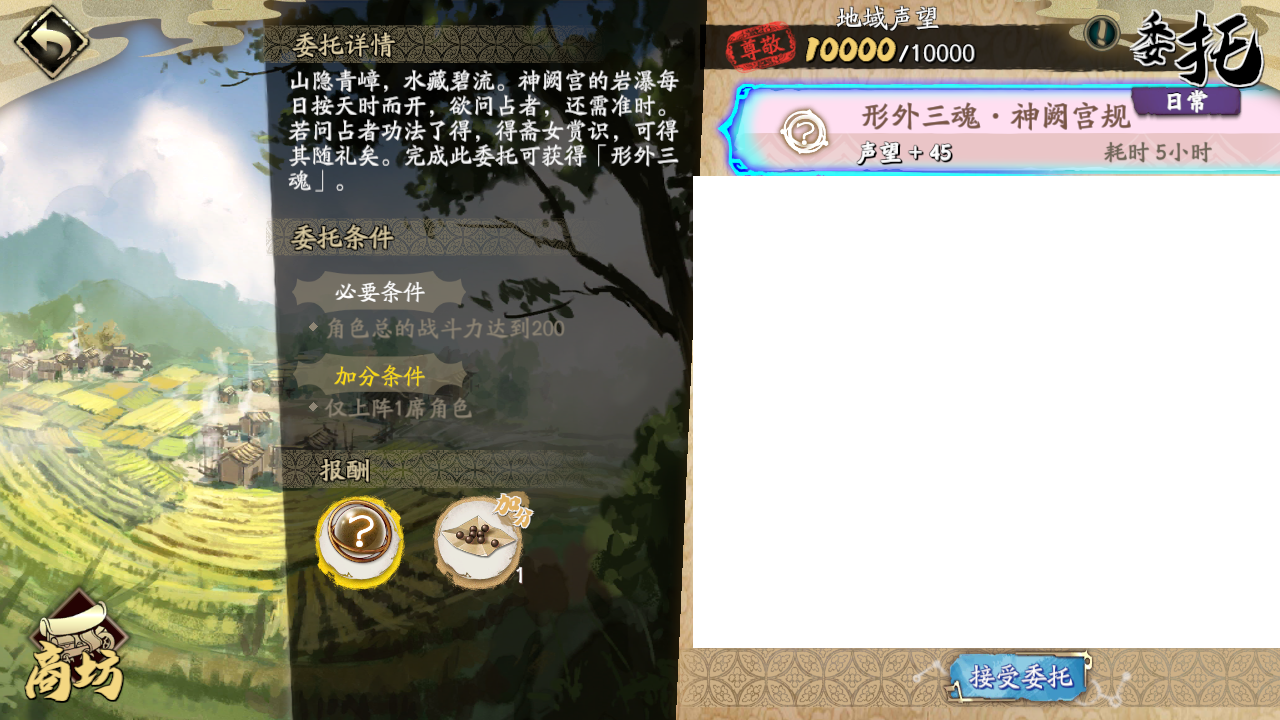 委托详情
山隐青嶂，水藏碧流。神阙宫的岩瀑每
日按天时而开，欲问占者，还需准时。
若问占者功法了得，得斋女赏识，可得
其随礼矣。完成此委托可获得「形外三
魂」。
委托条件
必要条件
角色总的战斗力达到200
加分条件
仅上阵1席角色
报酬
?
加分
1
商坊
地域声望
尊敬
10000/10000
委托
日常
?
形外三魂·神阙宫规
声望 + 45
耗时 5小时
接受委托